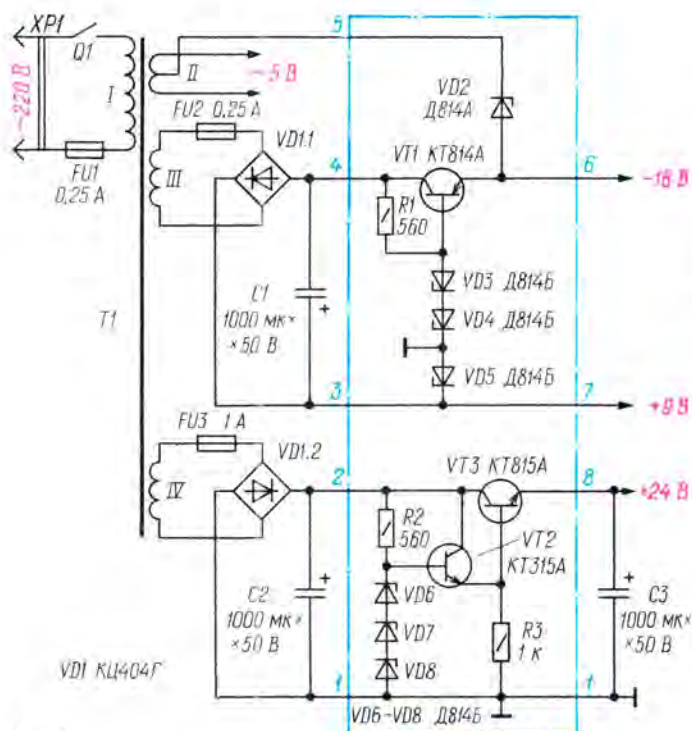 XP1
Q1
~220 В
FU1
0,25 А
I
II
~5 В
FU2 0,25 А
VD1.1
III
5
VD2
Д814А
4
VT1 КТ814А
6
-18 В
R1
560
VD3 Д814Б
VD4 Д814Б
VD5 Д814Б
C1
1000 мк×
×50 В
+
T1
3
7
+9 В
FU3 1 А
VD1.2
IV
2
VT3 КТ815А
8
+24 В
R2
560
VT2
КТ315А
VD6
VD7
VD8
C2
1000 мк×
×50 В
+
R3
1 к
C3
1000 мк×
×50 В
+
VD1 КЦ404Г
1
1
VD6-VD8 Д814Б